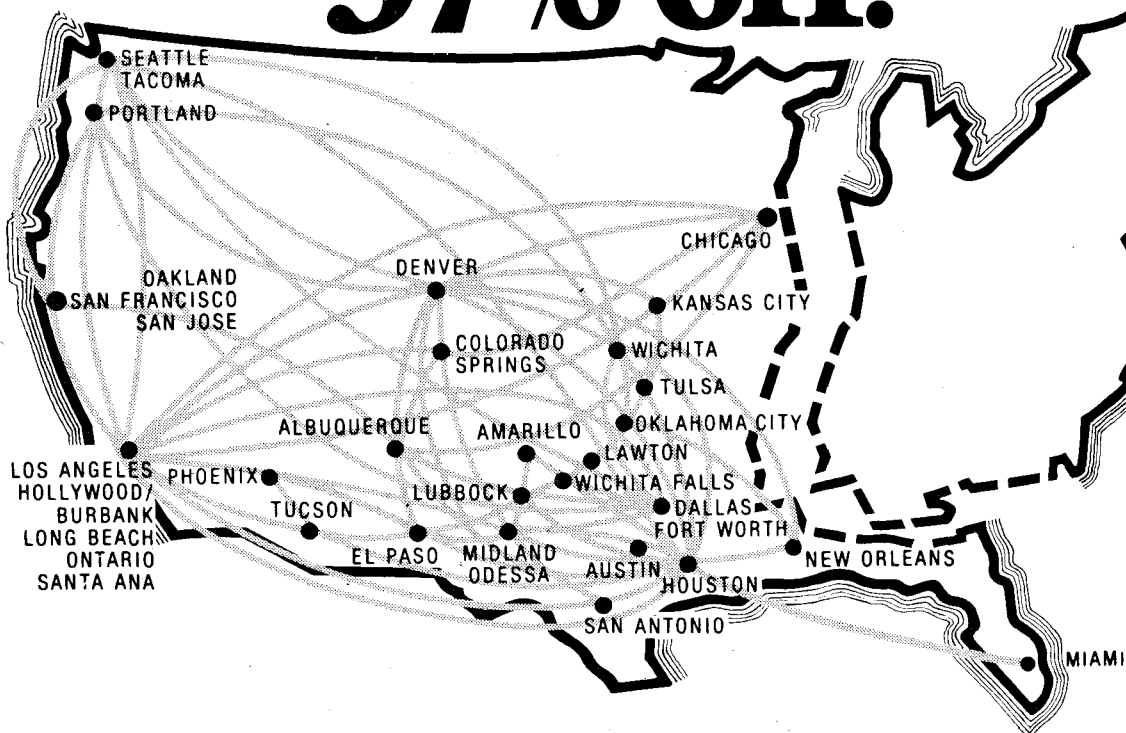 57% off.
SEATTLE
TACOMA
PORTLAND
CHICAGO
DENVER
OAKLAND
SAN FRANCISCO
SAN JOSE
KANSAS CITY
COLORADO
SPRINGS
WICHITA
TULSA
ALBUQUERQUE
AMARILLO
OKLAHOMA CITY
LAWTON
LOS ANGELES
HOLLYWOOD/
BURBANK
LONG BEACH
ONTARIO
SANTA ANA
PHOENIX
LUBBOCK
WICHITA FALLS
TUCSON
DALLAS
FORT WORTH
EL PASO
MIDLAND
ODESSA
AUSTIN
HOUSTON
NEW ORLEANS
SAN ANTONIO
MIAMI